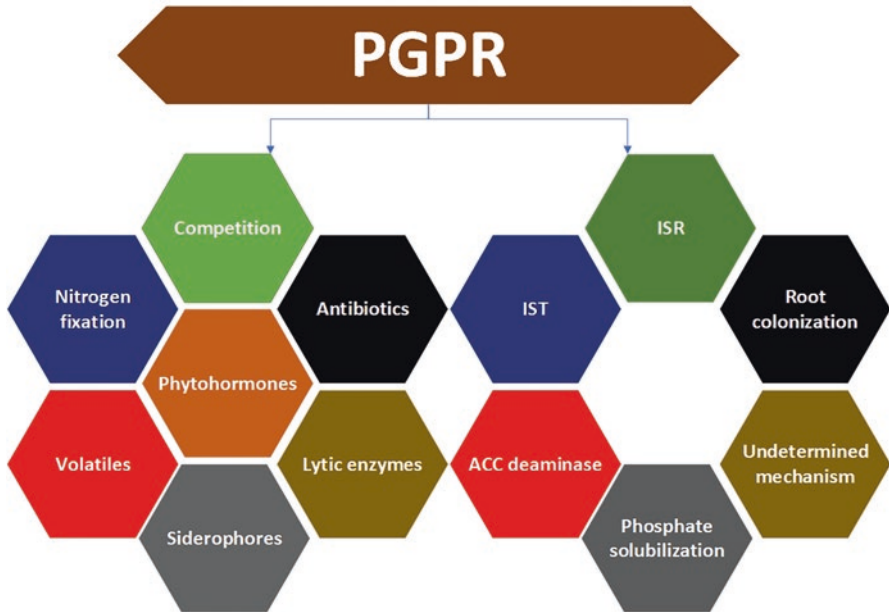 PGPR
Competition
ISR
Nitrogen
fixation
Antibiotics
IST
Root
colonization
Phytohormones
Volatiles
Lytic enzymes
ACC deaminase
Undetermined
mechanism
Siderophores
Phosphate
solubilization